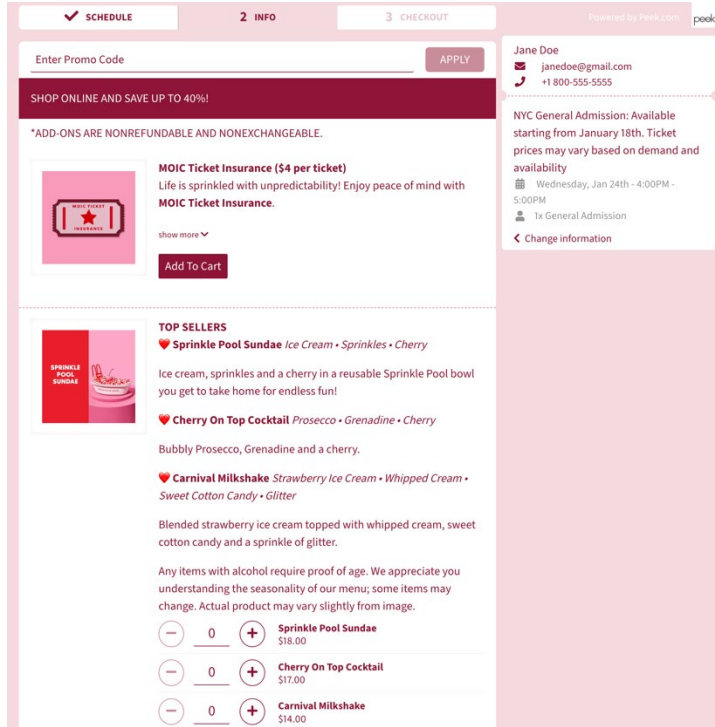 SCHEDULE
2 INFO
3 CHECKOUT
Powered by Peek.com
peek
Enter Promo Code
APPLY
SHOP ONLINE AND SAVE UP TO 40%!
*ADD-ONS ARE NONREFUNDABLE AND NONEXCHANGEABLE.
MOIC TICKET
INSURANCE
MOIC Ticket Insurance ($4 per ticket)
Life is sprinkled with unpredictability! Enjoy peace of mind with
MOIC Ticket Insurance.
show more
Add To Cart
SPRINKLE
POOL
SUNDAE
TOP SELLERS
❤️ Sprinkle Pool Sundae Ice Cream • Sprinkles • Cherry
Ice cream, sprinkles and a cherry in a reusable Sprinkle Pool bowl
you get to take home for endless fun!
❤️ Cherry On Top Cocktail Prosecco • Grenadine • Cherry
Bubbly Prosecco, Grenadine and a cherry.
❤️ Carnival Milkshake Strawberry Ice Cream • Whipped Cream •
Sweet Cotton Candy • Glitter
Blended strawberry ice cream topped with whipped cream, sweet
cotton candy and a sprinkle of glitter.
Any items with alcohol require proof of age. We appreciate you
understanding the seasonality of our menu; some items may
change. Actual product may vary slightly from image.
− 0 + Sprinkle Pool Sundae
$18.00
− 0 + Cherry On Top Cocktail
$17.00
− 0 + Carnival Milkshake
$14.00
Jane Doe
janedoe@gmail.com
+1 800-555-5555
NYC General Admission: Available
starting from January 18th. Ticket
prices may vary based on demand and
availability
Wednesday, Jan 24th - 4:00PM -
5:00PM
1x General Admission
Change information